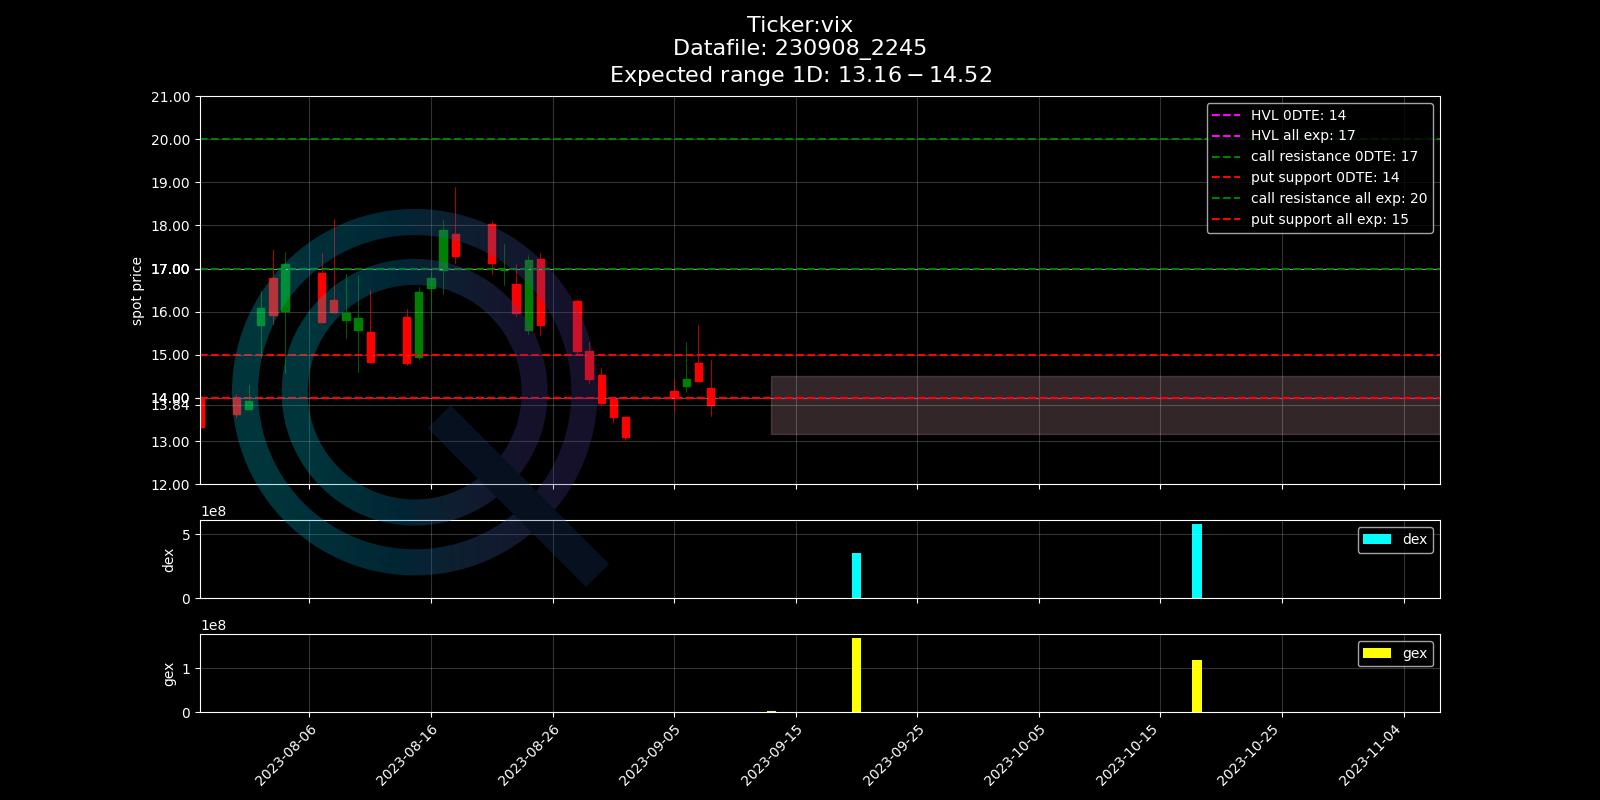 Ticker:vix
Datafile: 230908_2245
Expected range 1D: 13.16 − 14.52
21.00
20.00
19.00
18.00
17.00
16.00
15.00
14.00
13.84
13.00
12.00
spot price
HVL 0DTE: 14
HVL all exp: 17
call resistance 0DTE: 17
put support 0DTE: 14
call resistance all exp: 20
put support all exp: 15
1e8
5
0
dex
dex
1e8
1
0
gex
gex
2023-08-06
2023-08-16
2023-08-26
2023-09-05
2023-09-15
2023-09-25
2023-10-05
2023-10-15
2023-10-25
2023-11-04